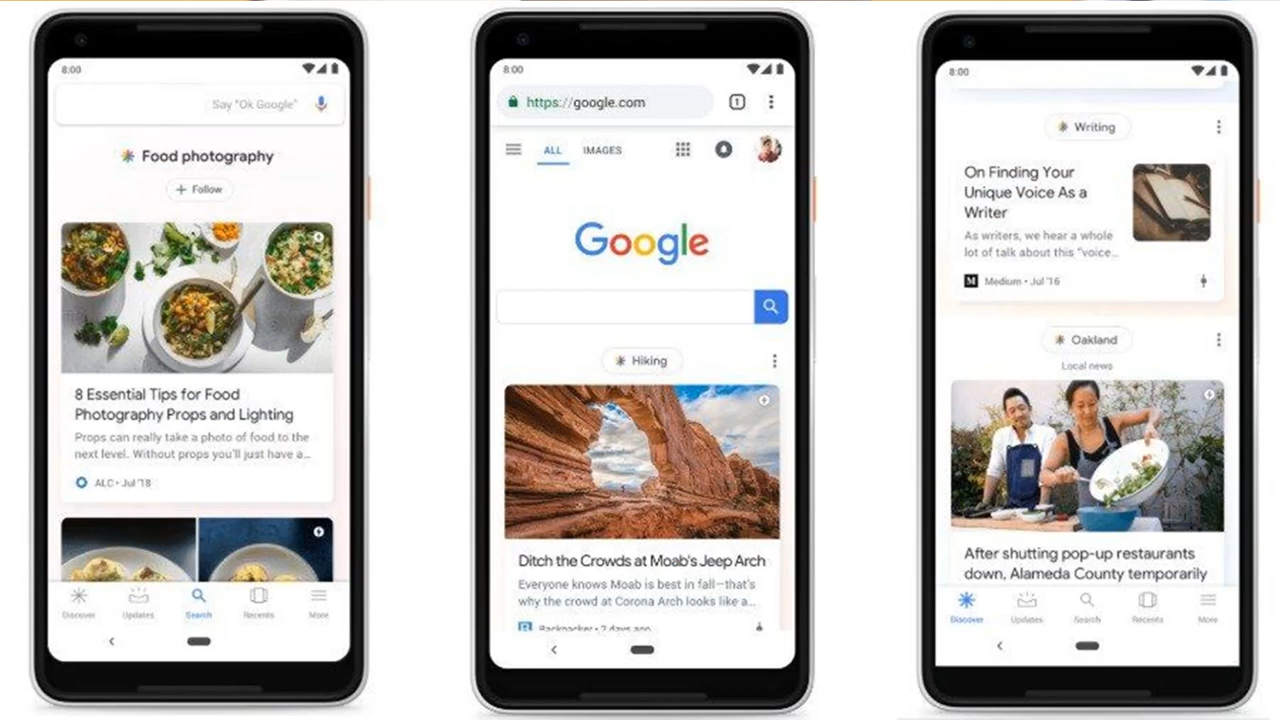 8:00
Say "Ok Google"
Food photography
+ Follow
8 Essential Tips for Food
Photography Props and Lighting
Props can really take a photo of food to the
next level. Without props you'll just have a...
ALC • Jul '18
Discover
Updates
Search
Recents
More
8:00
https://google.com
1
ALL
IMAGES
Google
Hiking
Ditch the Crowds at Moab's Jeep Arch
Everyone knows Moab is best in fall—that's
why the crowd at Corona Arch looks like a...
Backpacker • 2 days ago
8:00
Writing
On Finding Your
Unique Voice As a
Writer
As writers, we hear a whole
lot of talk about this "voice...
M Medium • Jul '16
Oakland
Local news
After shutting pop-up restaurants
down, Alameda County temporarily
Discover
Updates
Search
Recents
More